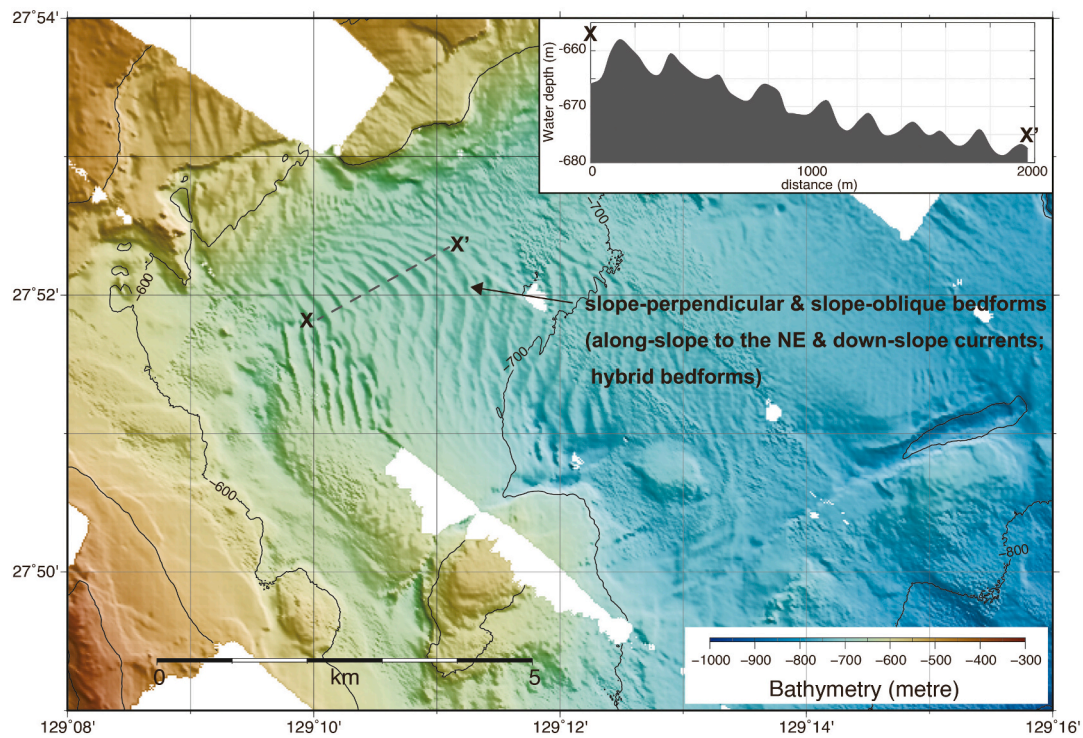 27°54'
27°52'
27°50'
129°08'
129°10'
129°12'
129°14'
129°16'
X
Water depth (m)
-660
-670
-680
0
1000
2000
distance (m)
X'
−700
−600
X'
X
slope-perpendicular & slope-oblique bedforms
(along-slope to the NE & down-slope currents;
hybrid bedforms)
−700
−600
−800
0
km
5
−1000 −900 −800 −700 −600 −500 −400 −300
Bathymetry (metre)